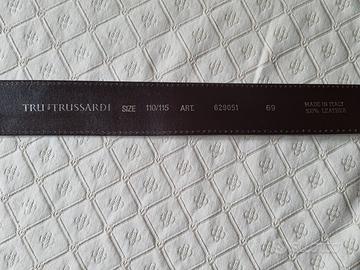 TRU TRUSSARDI SIZE 110/115 ART. 629051 69 MADE IN ITALY
100% LEATHER